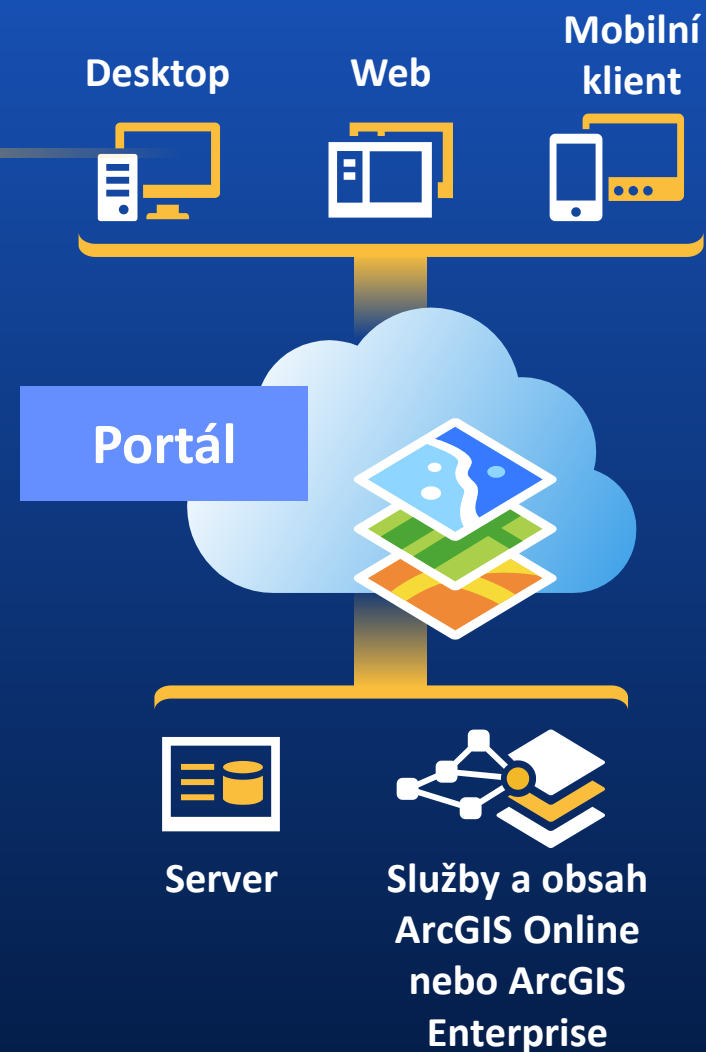 Desktop
Web
Mobilní
klient
Portál
Server
Služby a obsah
ArcGIS Online
nebo ArcGIS
Enterprise